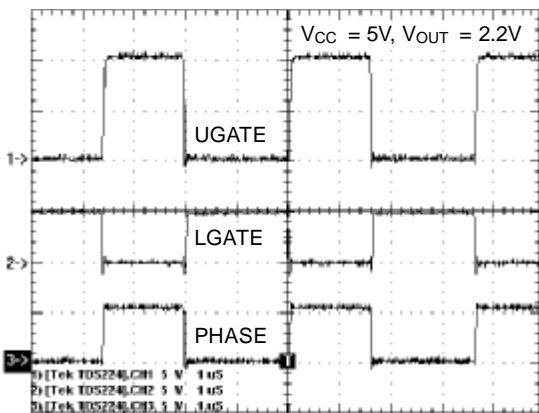 VCC = 5V, VOUT = 2.2V
UGATE
1->
LGATE
2->
PHASE
3->
T
1) [Tek TDS224].CH1 5 V 1 uS
2) [Tek TDS224].CH2 5 V 1 uS
3) [Tek TDS224].CH3 5 V 1 uS